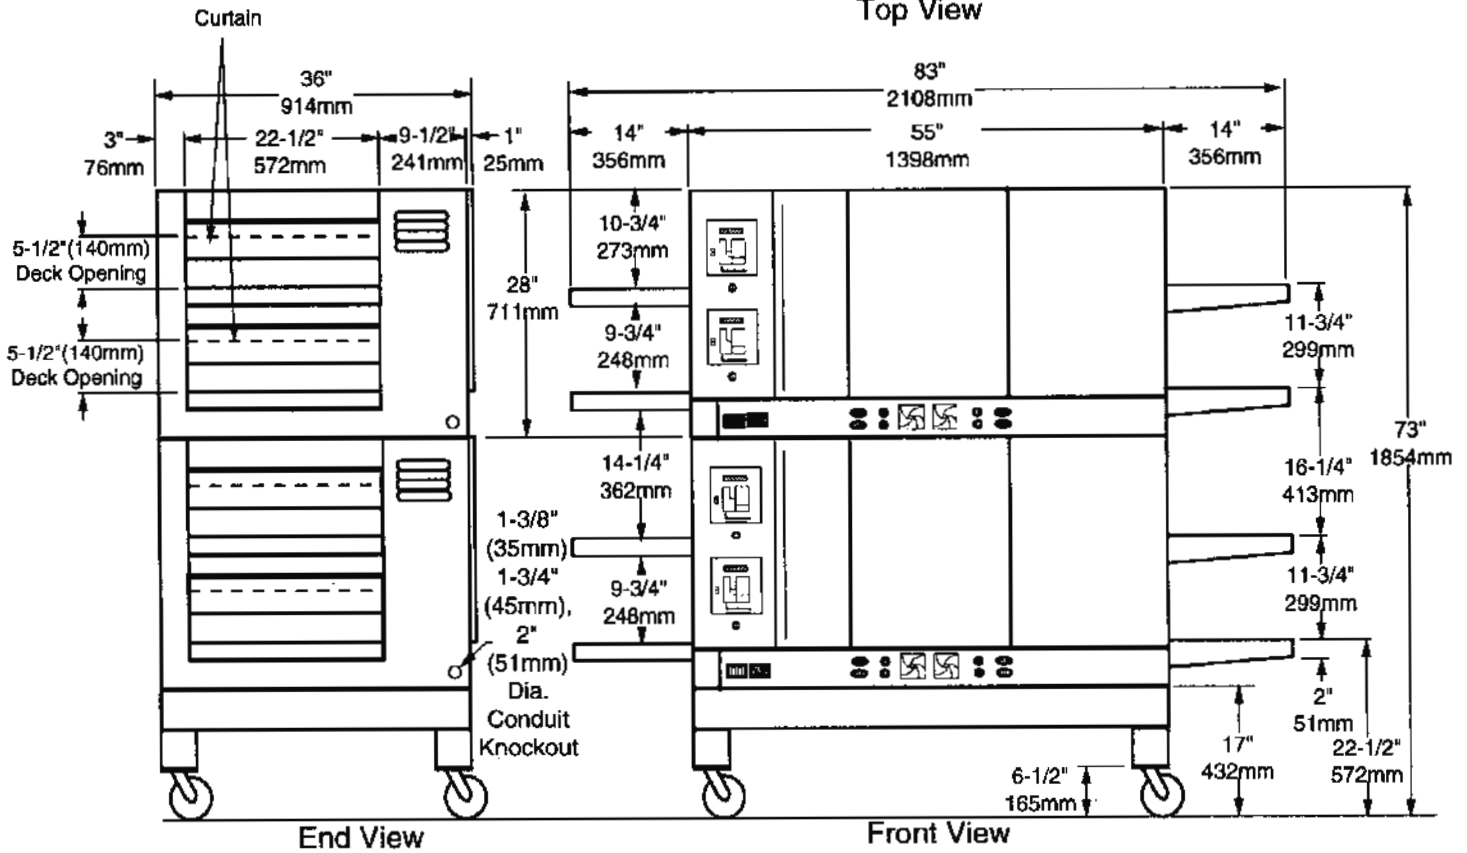 Top View
Curtain
36"
914mm
3"
76mm
22-1/2"
572mm
9-1/2"
241mm
1"
25mm
5-1/2"(140mm)
Deck Opening
5-1/2"(140mm)
Deck Opening
28"
711mm
1-3/8"
(35mm)
1-3/4"
(45mm),
2"
(51mm)
Dia.
Conduit
Knockout
End View
83"
2108mm
14"
356mm
55"
1398mm
14"
356mm
10-3/4"
273mm
9-3/4"
248mm
14-1/4"
362mm
9-3/4"
248mm
11-3/4"
299mm
16-1/4"
413mm
11-3/4"
299mm
2"
51mm
73"
1854mm
22-1/2"
572mm
17"
432mm
6-1/2"
165mm
Front View